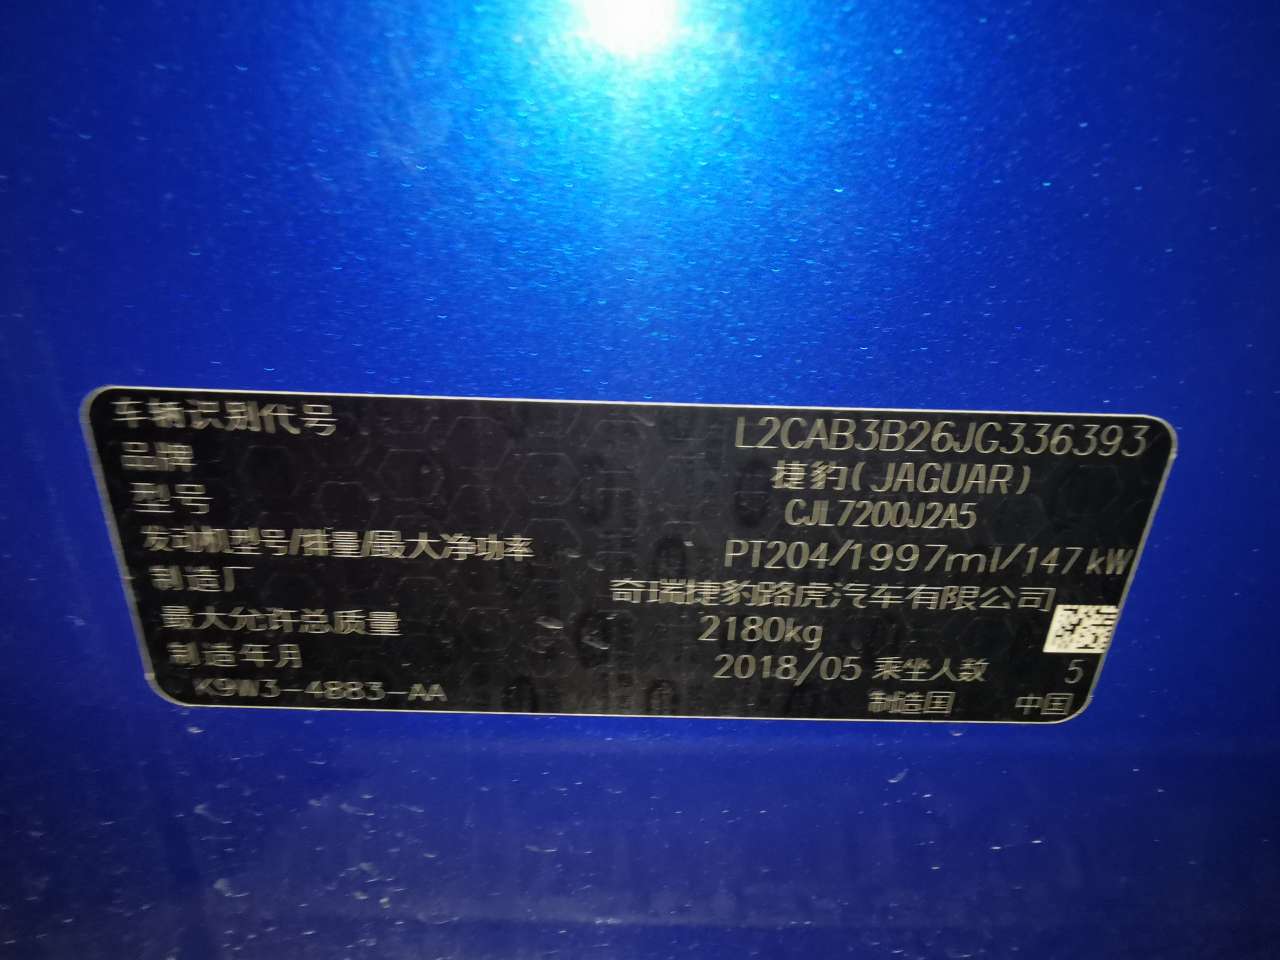 车辆识别代号 L2CAB3B26JG336393
品牌 捷豹(JAGUAR)
型号 CJL7200J2A5
发动机型号/排量/最大净功率 PT204/1997ml/147kW
制造厂 奇瑞捷豹路虎汽车有限公司
最大允许总质量 2180kg
制造年月 2018/05 乘坐人数 5
K9W3-4883-AA 制造国 中国